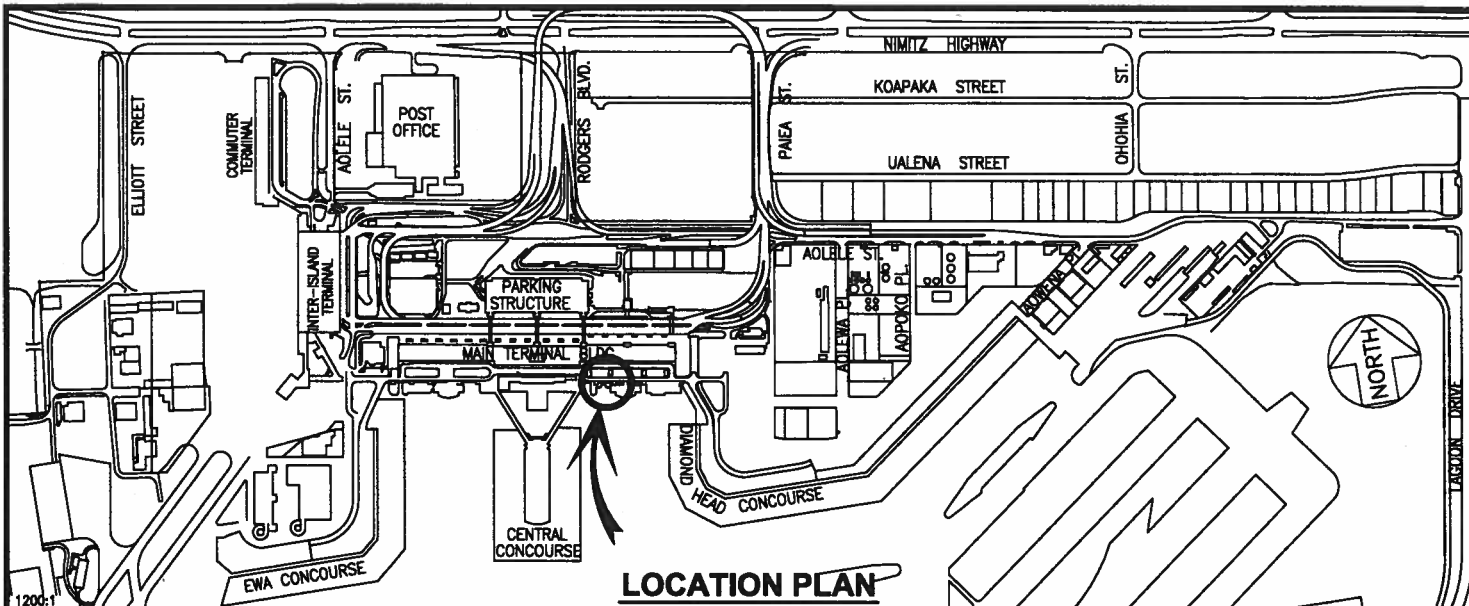 NIMITZ HIGHWAY
KOAPAKA STREET
UALENA STREET
OHOHIA ST.
PAIEA ST.
RODGERS BLVD.
POST
OFFICE
AOLELE ST.
COMMUTER
TERMINAL
ELLIOTT STREET
INTER-ISLAND
TERMINAL
PARKING
STRUCTURE
MAIN TERMINAL BLDG.
AOLELE ST.
AOLEWA PL.
AOPOKO PL.
AOWENA PL.
NORTH
LAGOON DRIVE
DIAMOND
HEAD CONCOURSE
CENTRAL
CONCOURSE
EWA CONCOURSE
LOCATION PLAN
1200:1